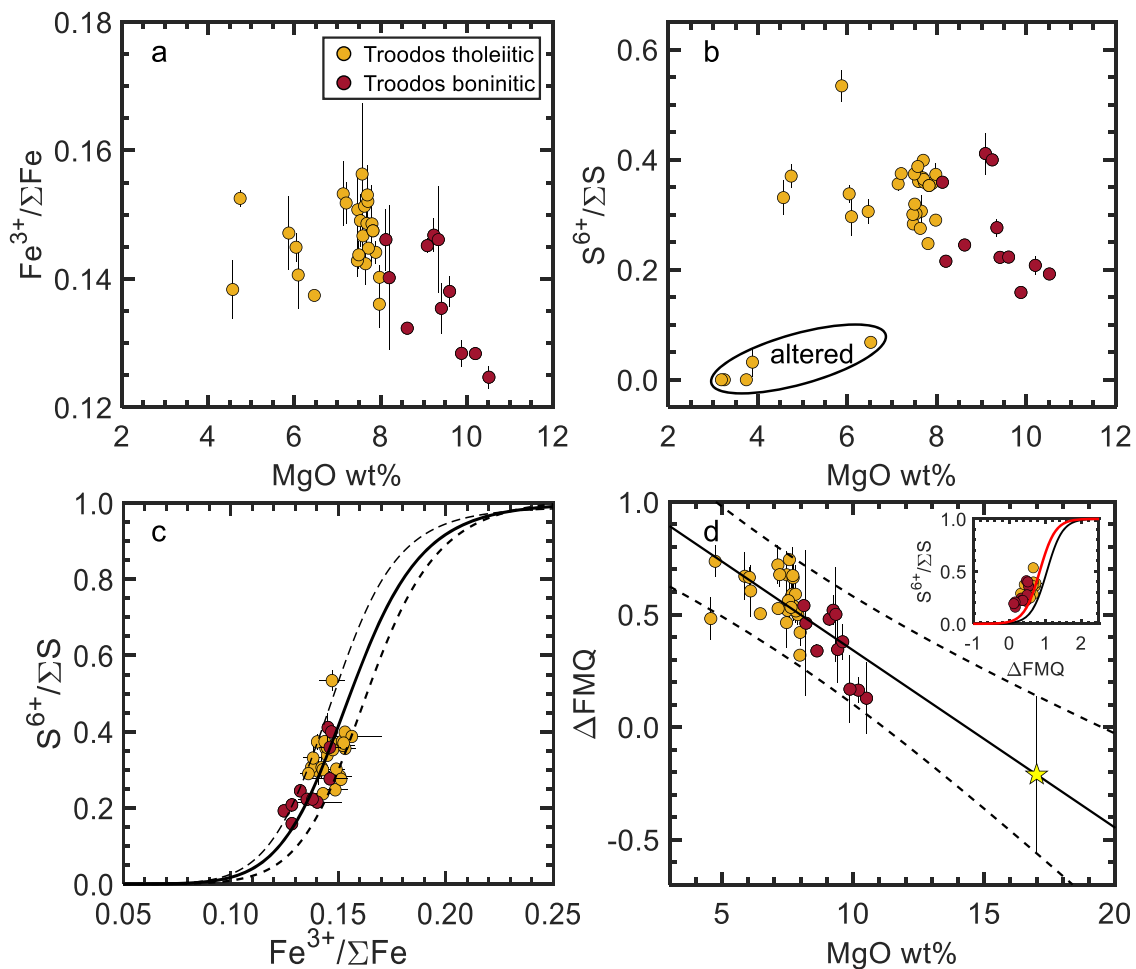 a
Troodos tholeiitic
Troodos boninitic
0.18
0.16
0.14
0.12
Fe³⁺/ΣFe
2 4 6 8 10 12
MgO wt%
b
0.6
0.4
0.2
0.0
S⁶⁺/ΣS
altered
2 4 6 8 10 12
MgO wt%
c
1.0
0.8
0.6
0.4
0.2
0.0
S⁶⁺/ΣS
0.05 0.10 0.15 0.20 0.25
Fe³⁺/ΣFe
d
1.0
0.5
0.0
-0.5
ΔFMQ
1.0
0.5
0.0
S⁶⁺/ΣS
-1 0 1 2
ΔFMQ
5 10 15 20
MgO wt%